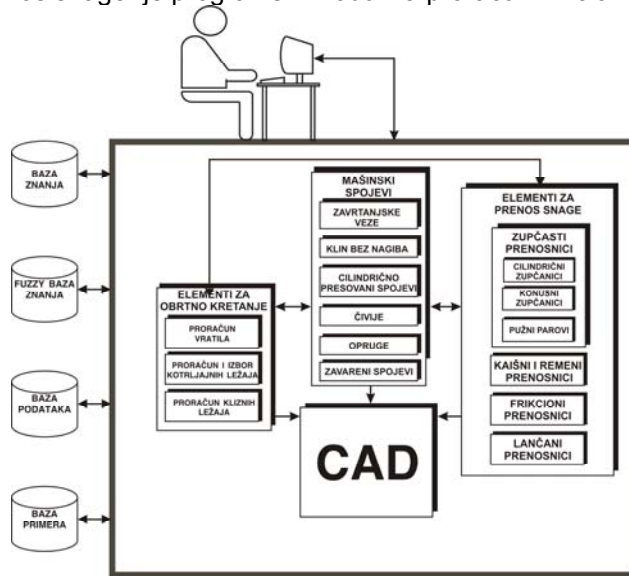 BAZA
ZNANJA
FUZZY BAZA
ZNANJA
BAZA
PODATAKA
BAZA
PRIMERA
ELEMENTI ZA
OBRTNO KRETANJE
PRORAČUN
VRATILA
PRORAČUN I IZBOR
KOTRLJAJNIH LEŽAJA
PRORAČUN KLIZNIH
LEŽAJA
MAŠINSKI
SPOJEVI
ZAVRTANJSKE
VEZE
KLIN BEZ NAGIBA
CILINDRIČNO
PRESOVANI SPOJEVI
ČIVIJE
OPRUGE
ZAVARENI SPOJEVI
CAD
ELEMENTI ZA
PRENOS SNAGE
ZUPČASTI
PRENOSNICI
CILINDRIČNI
ZUPČANICI
KONUSNI
ZUPČANICI
PUŽNI PAROVI
KAIŠNI I REMENI
PRENOSNICI
FRIKCIONI
PRENOSNICI
LANČANI
PRENOSNICI